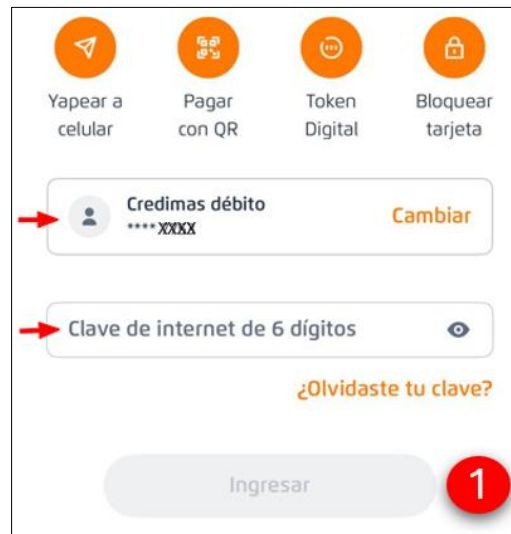 Yapear a
celular
Pagar
con QR
Token
Digital
Bloquear
tarjeta
Credimas débito
**** XXXX
Cambiar
Clave de internet de 6 dígitos
¿Olvidaste tu clave?
Ingresar
1